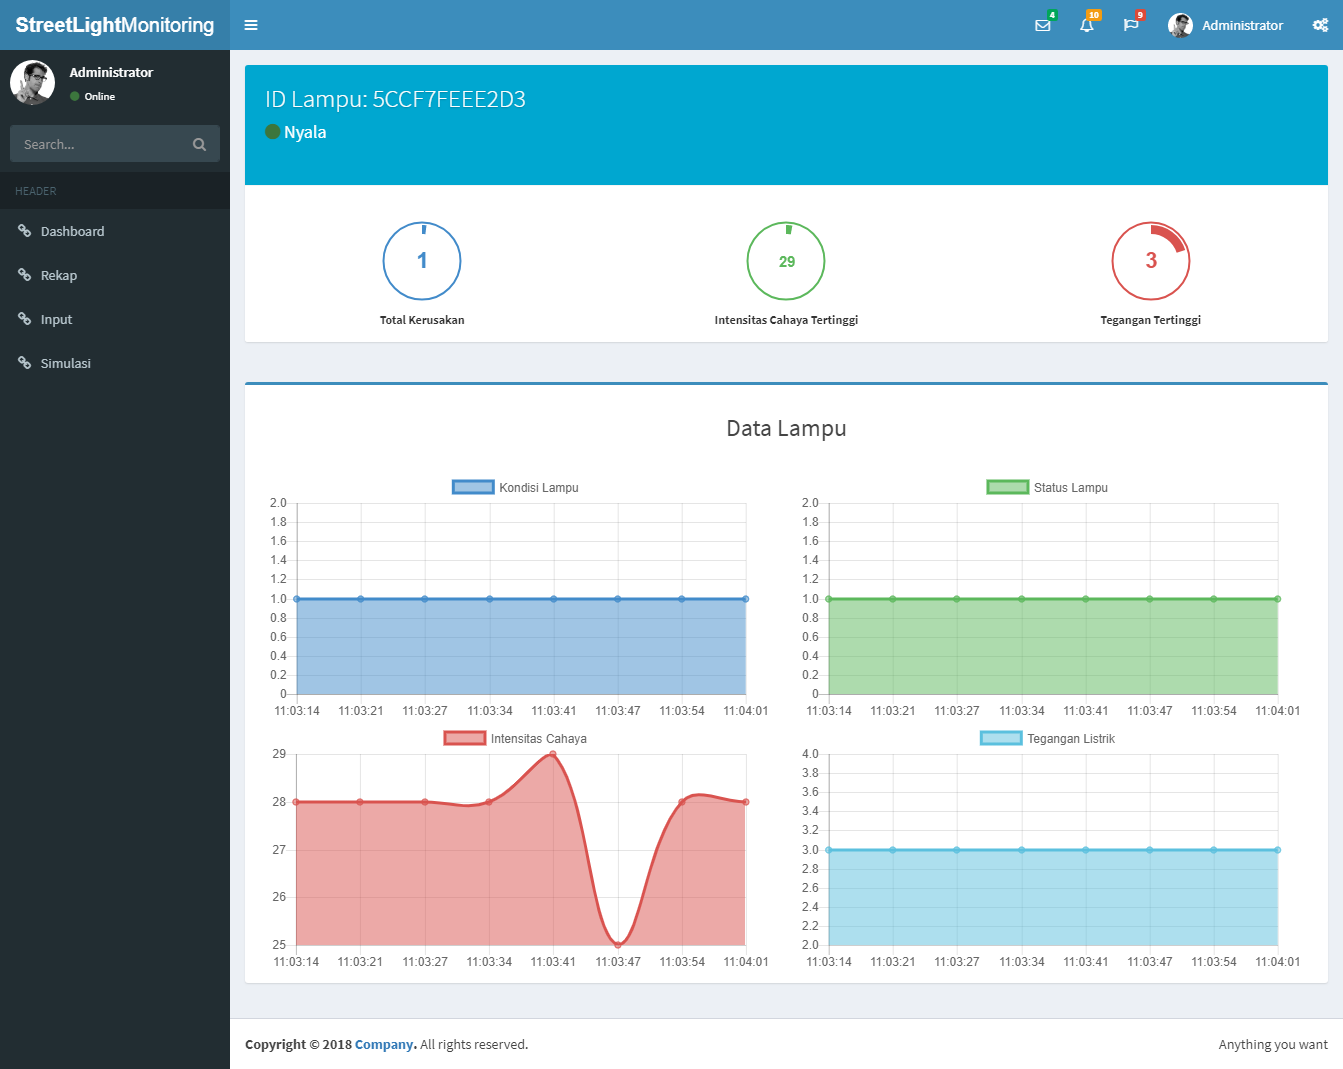 StreetLightMonitoring
4
10
9
Administrator
Administrator
Online
Search...
HEADER
Dashboard
Rekap
Input
Simulasi
ID Lampu: 5CCF7FEEE2D3
Nyala
1
Total Kerusakan
29
Intensitas Cahaya Tertinggi
3
Tegangan Tertinggi
Data Lampu
Kondisi Lampu
2.0
1.8
1.6
1.4
1.2
1.0
0.8
0.6
0.4
0.2
0
11:03:14 11:03:21 11:03:27 11:03:34 11:03:41 11:03:47 11:03:54 11:04:01
Status Lampu
2.0
1.8
1.6
1.4
1.2
1.0
0.8
0.6
0.4
0.2
0
11:03:14 11:03:21 11:03:27 11:03:34 11:03:41 11:03:47 11:03:54 11:04:01
Intensitas Cahaya
29
28
27
26
25
11:03:14 11:03:21 11:03:27 11:03:34 11:03:41 11:03:47 11:03:54 11:04:01
Tegangan Listrik
4.0
3.8
3.6
3.4
3.2
3.0
2.8
2.6
2.4
2.2
2.0
11:03:14 11:03:21 11:03:27 11:03:34 11:03:41 11:03:47 11:03:54 11:04:01
Copyright © 2018 Company. All rights reserved.
Anything you want